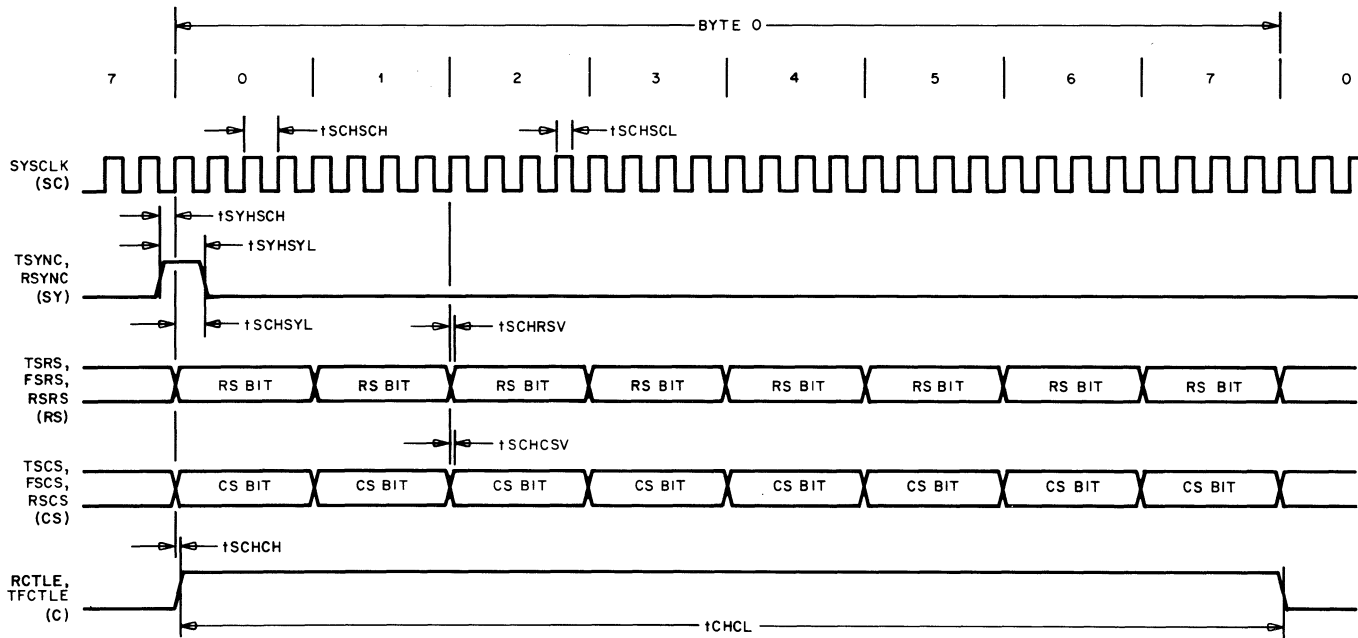 BYTE 0
7 0 1 2 3 4 5 6 7 0
tSCHSCH
tSCHSCL
SYSCLK
(SC)
tSYHSCH
tSYHSYL
TSYNC,
RSYNC
(SY)
tSCHSYL
tSCHRSV
TSRS,
FSRS,
RSRS
(RS)
RS BIT RS BIT RS BIT RS BIT RS BIT RS BIT RS BIT RS BIT
tSCHCSV
TSCS,
FSCS,
RSCS
(CS)
CS BIT CS BIT CS BIT CS BIT CS BIT CS BIT CS BIT CS BIT
tSCHCH
RCTLE,
TFCTLE
(C)
tCHCL